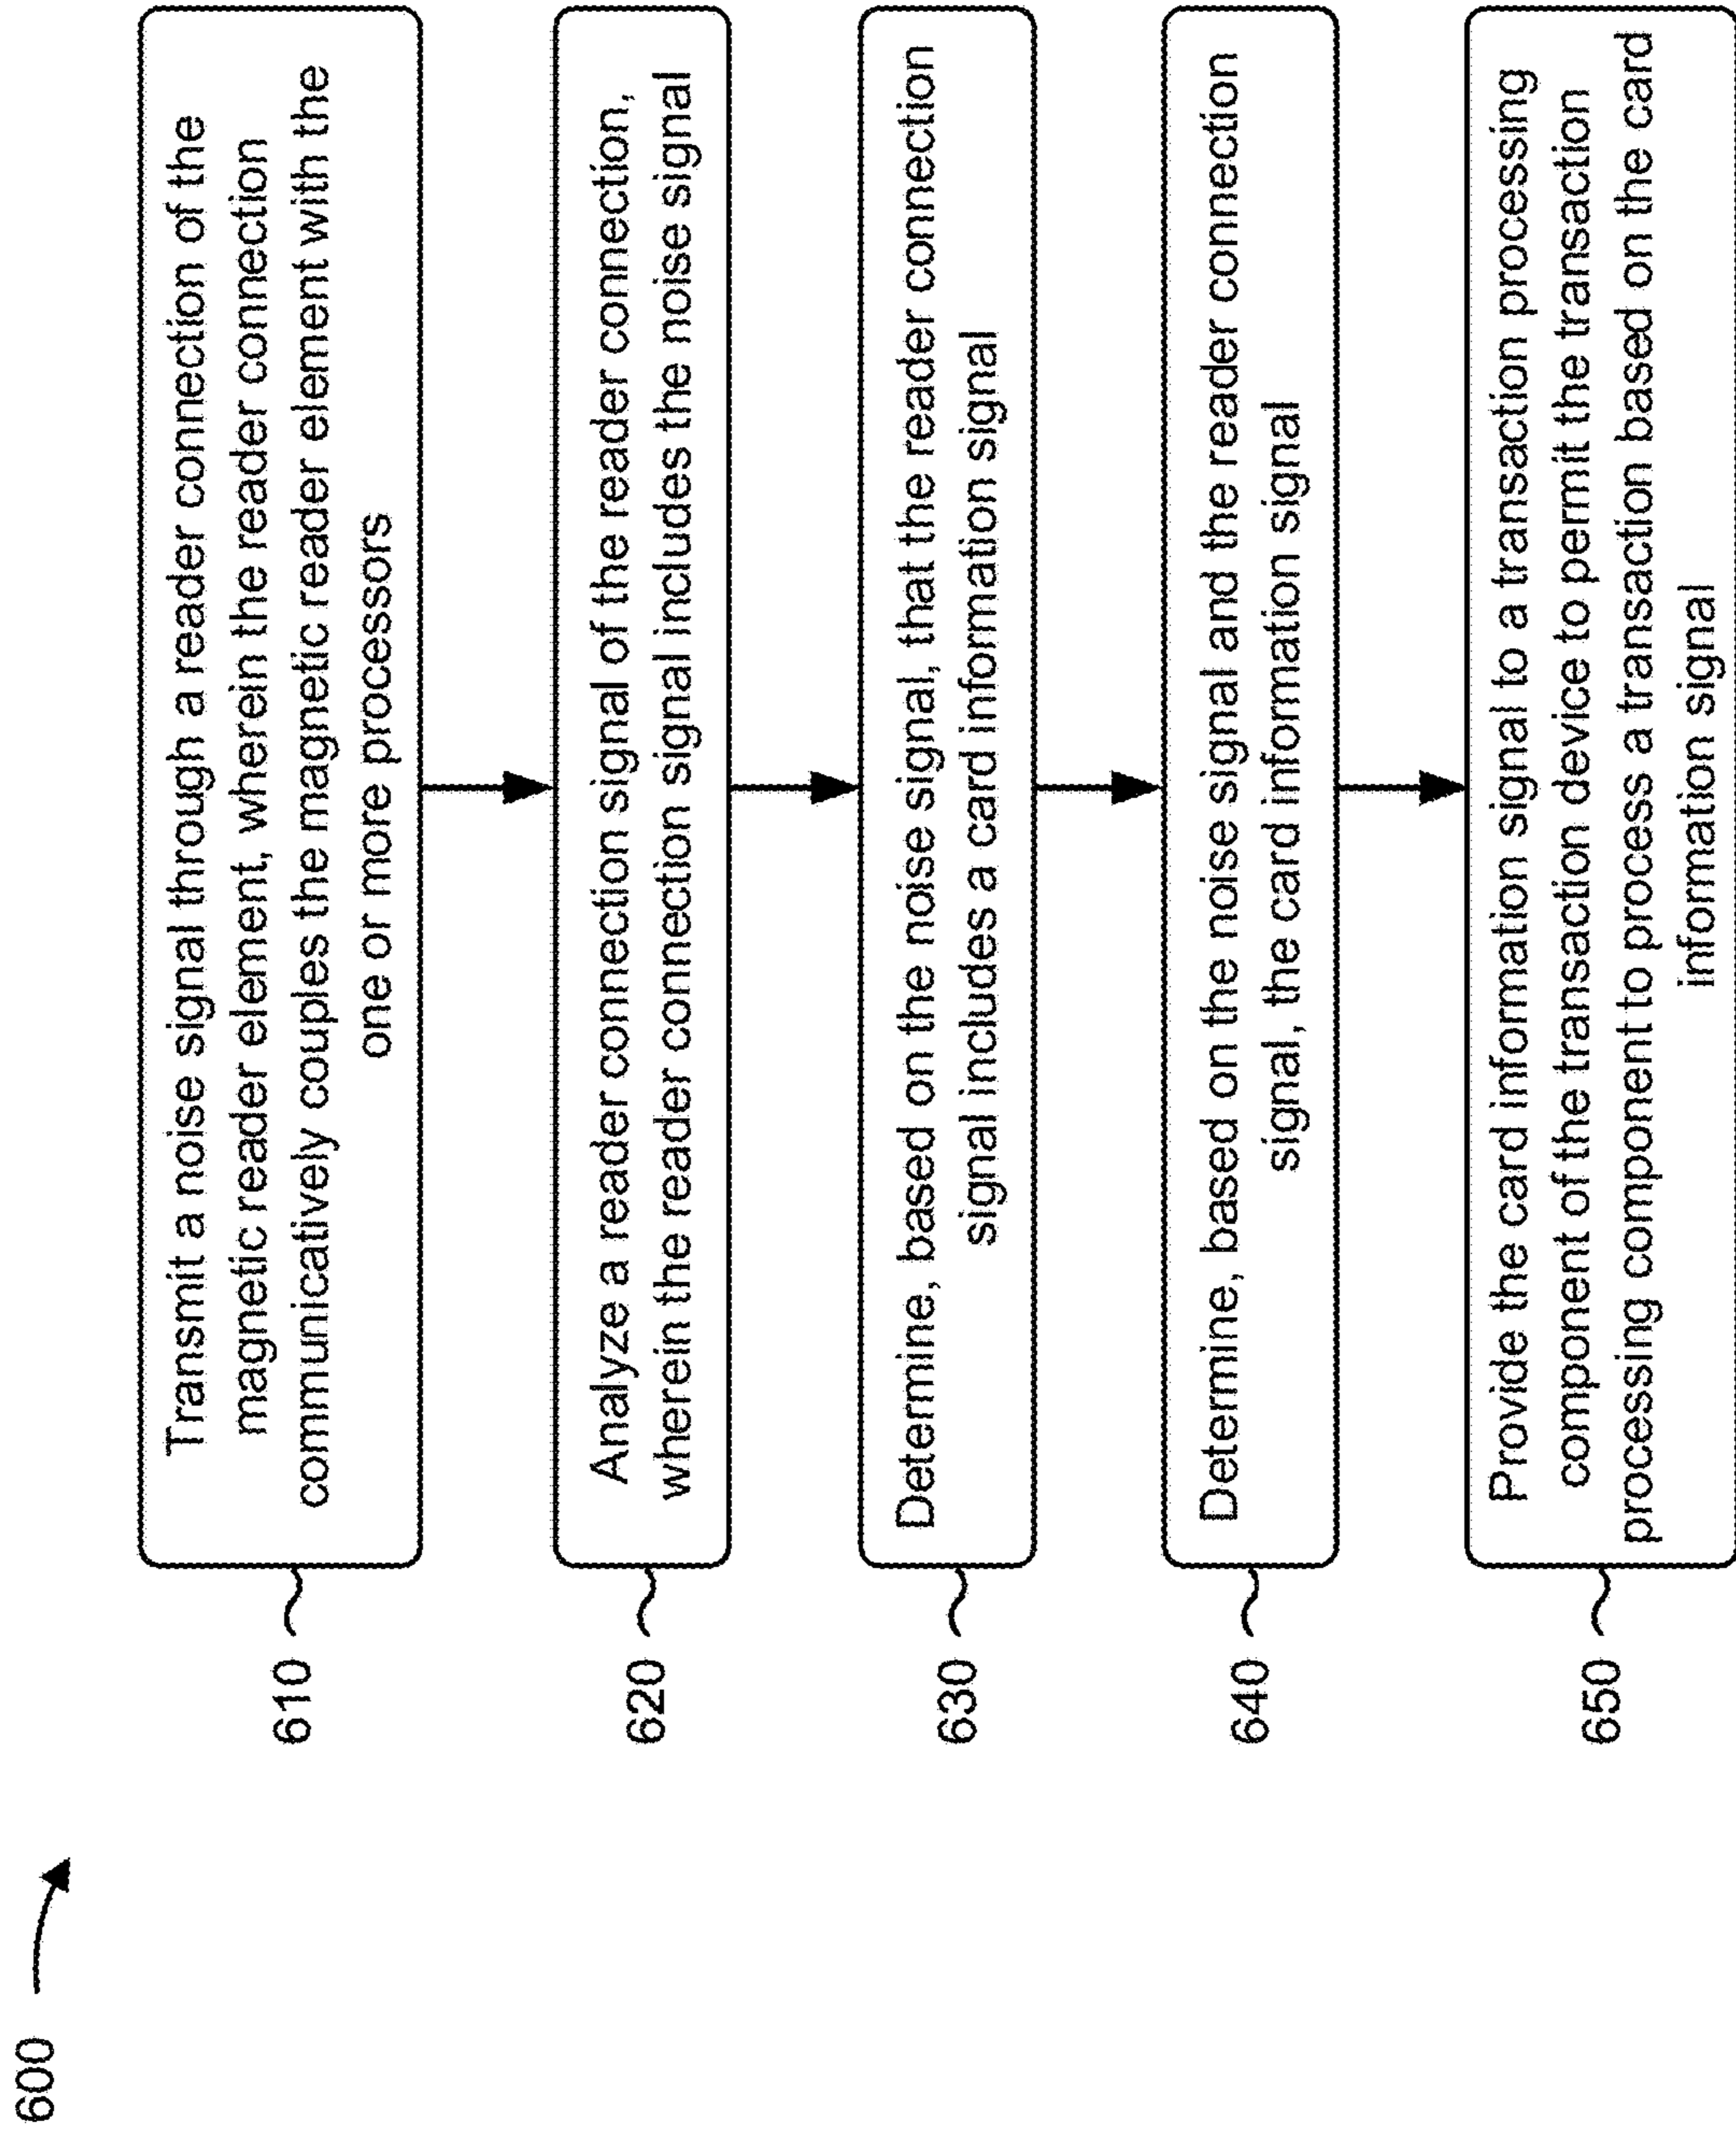 600
610
Transmit a noise signal through a reader connection of the
magnetic reader element, wherein the reader connection
communicatively couples the magnetic reader element with the
one or more processors
620
Analyze a reader connection signal of the reader connection,
wherein the reader connection signal includes the noise signal
630
Determine, based on the noise signal, that the reader connection
signal includes a card information signal
640
Determine, based on the noise signal and the reader connection
signal, the card information signal
650
Provide the card information signal to a transaction processing
component of the transaction device to permit the transaction
processing component to process a transaction based on the card
information signal